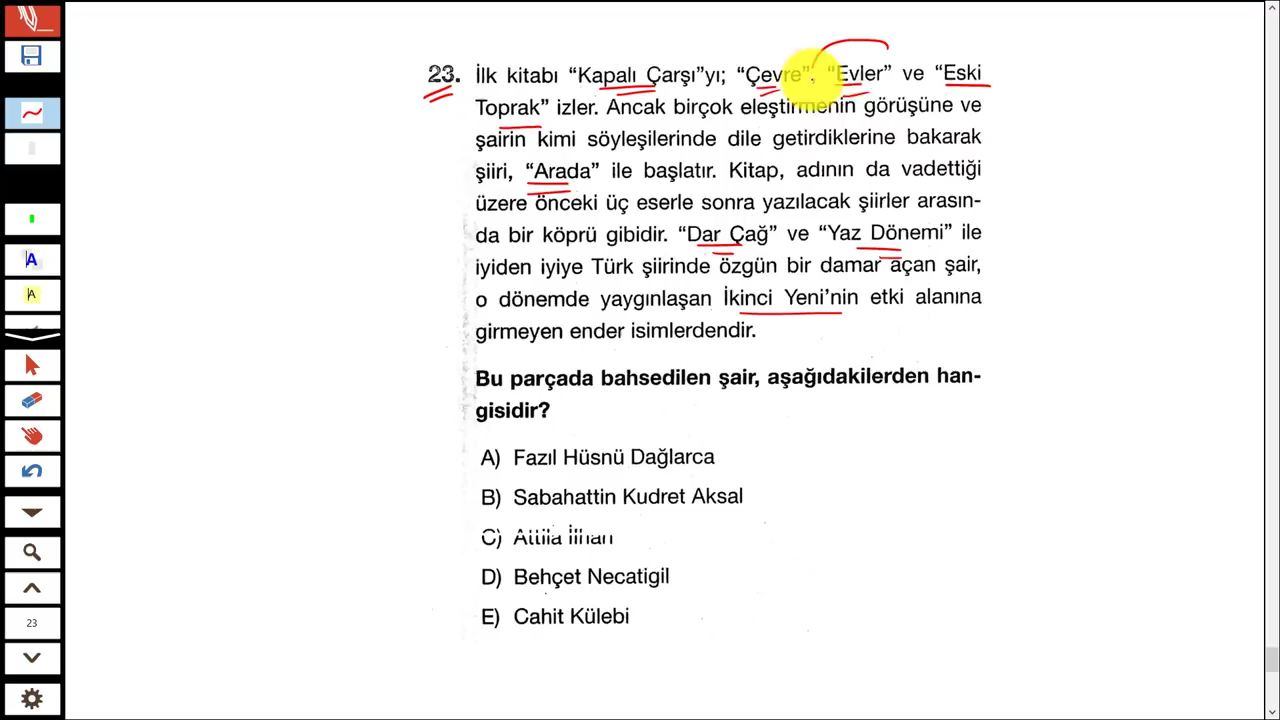 23. İlk kitabı “Kapalı Çarşı”yı; “Çevre”, “Evler” ve “Eski
Toprak” izler. Ancak birçok eleştirmenin görüşüne ve
şairin kimi söyleşilerinde dile getirdiklerine bakarak
şiiri, “Arada” ile başlatır. Kitap, adının da vadettiği
üzere önceki üç eserle sonra yazılacak şiirler arasın-
da bir köprü gibidir. “Dar Çağ” ve “Yaz Dönemi” ile
iyiden iyiye Türk şiirinde özgün bir damar açan şair,
o dönemde yaygınlaşan İkinci Yeni’nin etki alanına
girmeyen ender isimlerdendir.
Bu parçada bahsedilen şair, aşağıdakilerden han-
gisidir?
A) Fazıl Hüsnü Dağlarca
B) Sabahattin Kudret Aksal
C) Attila İlhan
D) Behçet Necatigil
E) Cahit Külebi
A
A
23